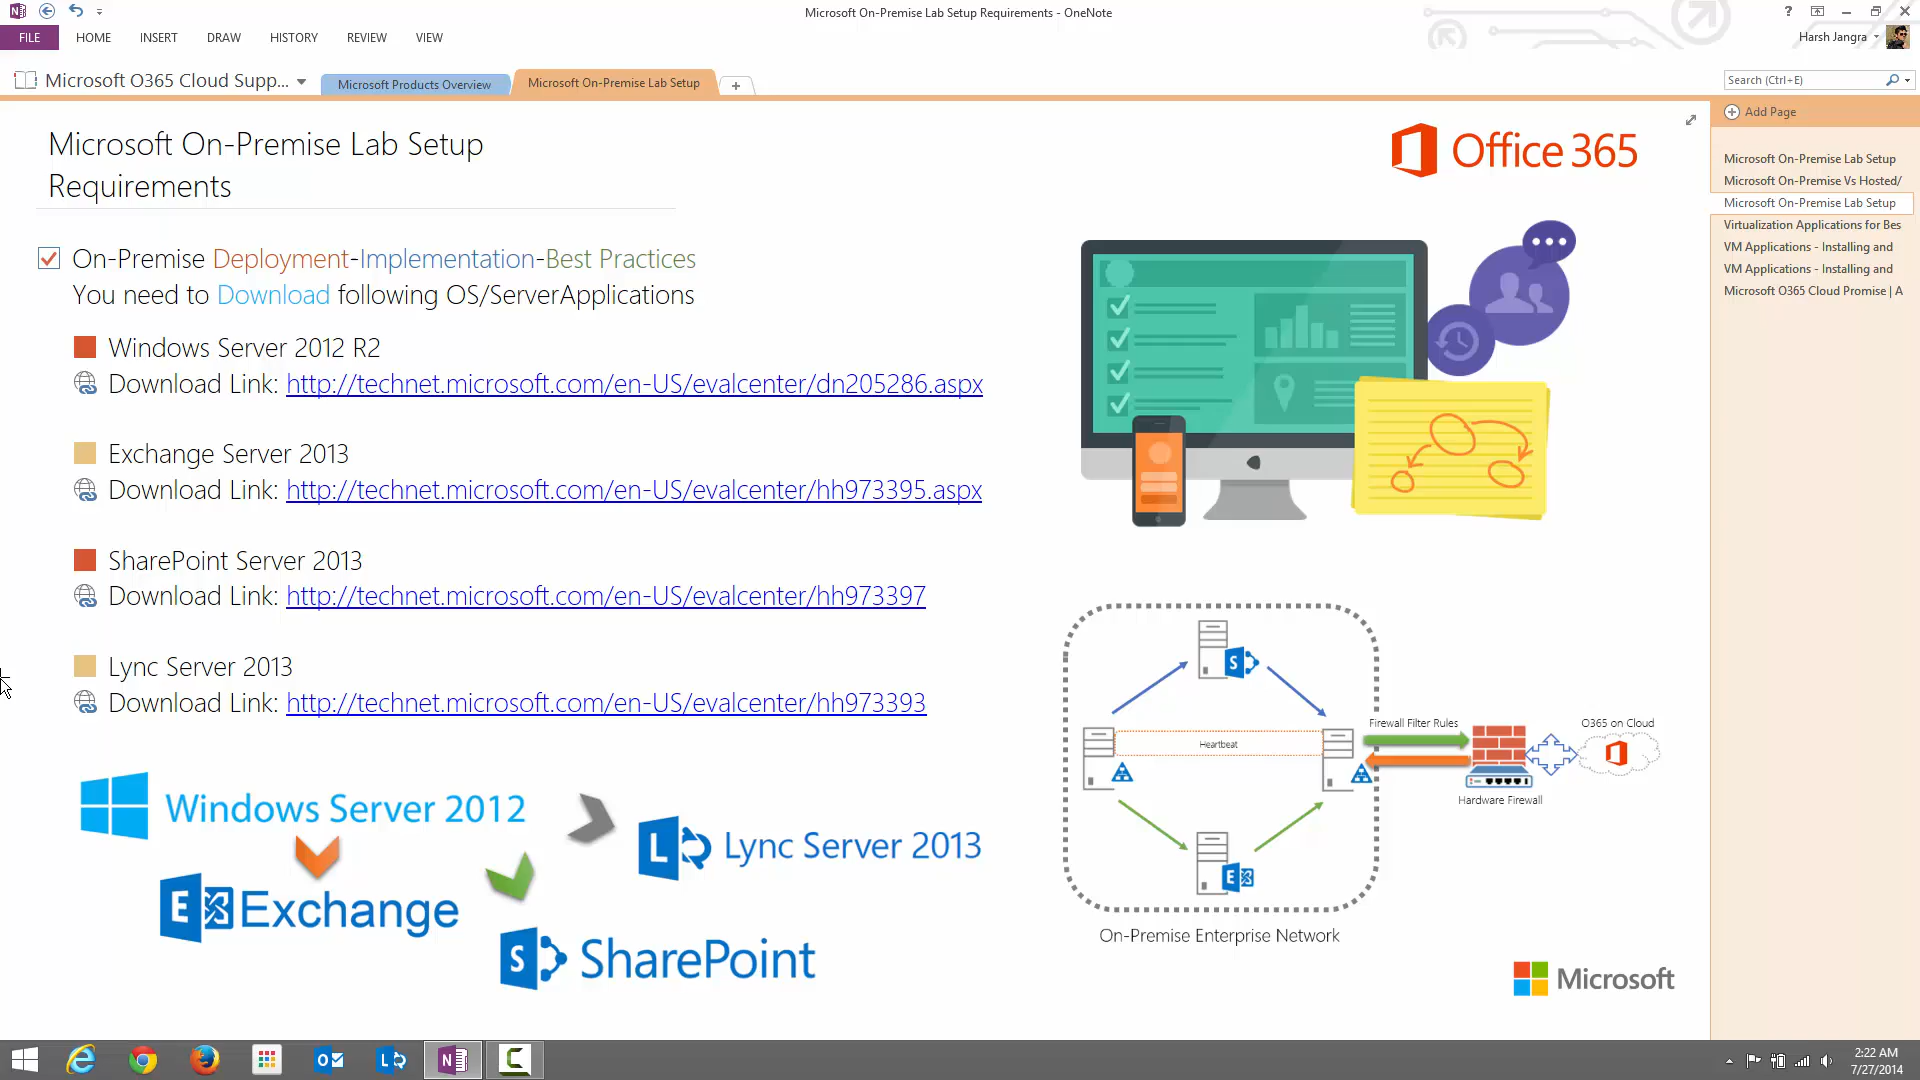 Microsoft On-Premise Lab Setup Requirements - OneNote
?
FILE
HOME
INSERT
DRAW
HISTORY
REVIEW
VIEW
Harsh Jangra
Microsoft O365 Cloud Supp...
Microsoft Products Overview
Microsoft On-Premise Lab Setup
Search (Ctrl+E)
Add Page
Microsoft On-Premise Lab Setup
Microsoft On-Premise Vs Hosted/
Microsoft On-Premise Lab Setup
Virtualization Applications for Bes
VM Applications - Installing and
VM Applications - Installing and
Microsoft O365 Cloud Promise | A
Microsoft On-Premise Lab Setup
Requirements
Office 365
On-Premise Deployment-Implementation-Best Practices
You need to Download following OS/ServerApplications
Windows Server 2012 R2
Download Link: http://technet.microsoft.com/en-US/evalcenter/dn205286.aspx
Exchange Server 2013
Download Link: http://technet.microsoft.com/en-US/evalcenter/hh973395.aspx
SharePoint Server 2013
Download Link: http://technet.microsoft.com/en-US/evalcenter/hh973397
Lync Server 2013
Download Link: http://technet.microsoft.com/en-US/evalcenter/hh973393
Windows Server 2012
Lync Server 2013
Exchange
SharePoint
Heartbeat
Firewall Filter Rules
O365 on Cloud
Hardware Firewall
On-Premise Enterprise Network
Microsoft
2:22 AM
7/27/2014